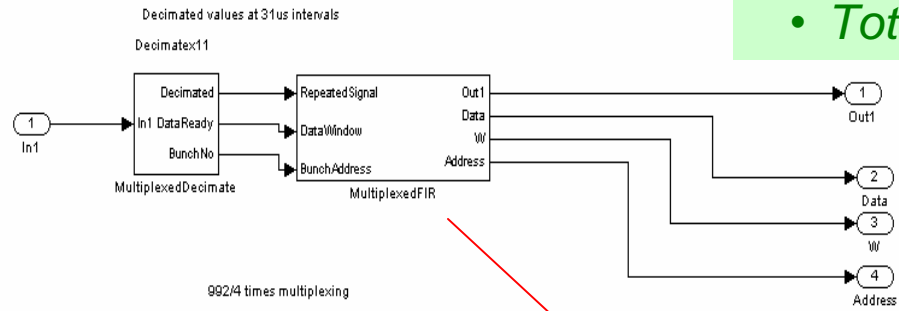 Decimated values at 31us intervals
• Tot
Decimatex11
Decimated
In1 DataReady
BunchNo
MultiplexedDecimate
RepeatedSignal
DataWindow
BunchAddress
Out1
Data
W
Address
MultiplexedFIR
1
In1
1
Out1
2
Data
3
W
4
Address
992/4 times multiplexing